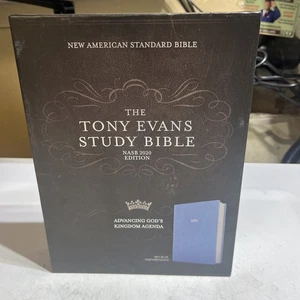 NEW AMERICAN STANDARD BIBLE
THE
TONY EVANS
STUDY BIBLE
NASB 2020
EDITION
ADVANCING GOD'S
KINGDOM AGENDA